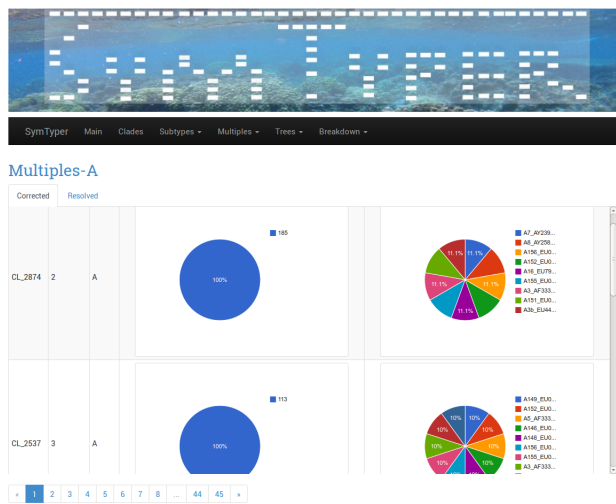 SymTyper
SymTyper Main Clades Subtypes Multiples Trees Breakdown
Multiples-A
Corrected Resolved
CL_2874 2 A
100%
185
11.1% 11.1%
11.1% 11.1%
11.1%
A7_AY239...
A8_AY258...
A156_EU0...
A152_EU0...
A16_EU79...
A155_EU0...
A3_AF333...
A151_EU0...
A3b_EU44...
CL_2537 3 A
100%
113
10% 10%
10% 10%
10% 10%
10% 10%
10% 10%
A149_EU0...
A152_EU0...
A5_AF333...
A146_EU0...
A148_EU0...
A156_EU0...
A155_EU0...
A3_AF333...
« 1 2 3 4 5 6 7 8 ... 44 45 »